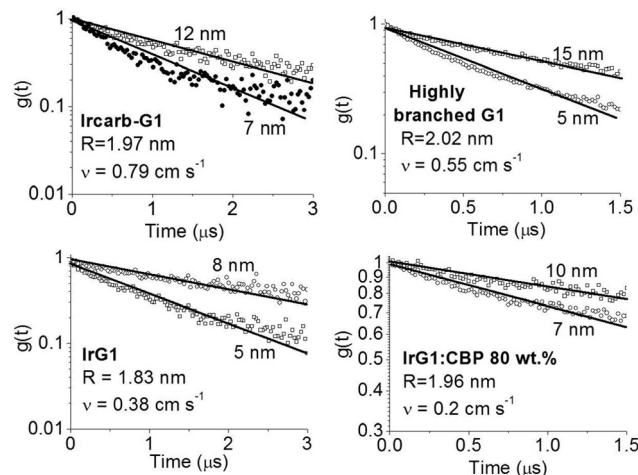 1
0.1
0.01
g(t)
12 nm
7 nm
Ircarb-G1
R=1.97 nm
ν = 0.79 cm s⁻¹
0
1
2
3
Time (μs)
1
0.1
g(t)
15 nm
5 nm
Highly
branched G1
R=2.02 nm
ν = 0.55 cm s⁻¹
0.0
0.5
1.0
1.5
Time (μs)
1
0.1
0.01
g(t)
8 nm
5 nm
IrG1
R = 1.83 nm
ν = 0.38 cm s⁻¹
0
1
2
3
Time (μs)
1
0.9
0.8
0.7
0.6
0.5
0.4
0.3
g(t)
10 nm
7 nm
IrG1:CBP 80 wt.%
R=1.96 nm
ν = 0.2 cm s⁻¹
0.0
0.5
1.0
1.5
Time (μs)